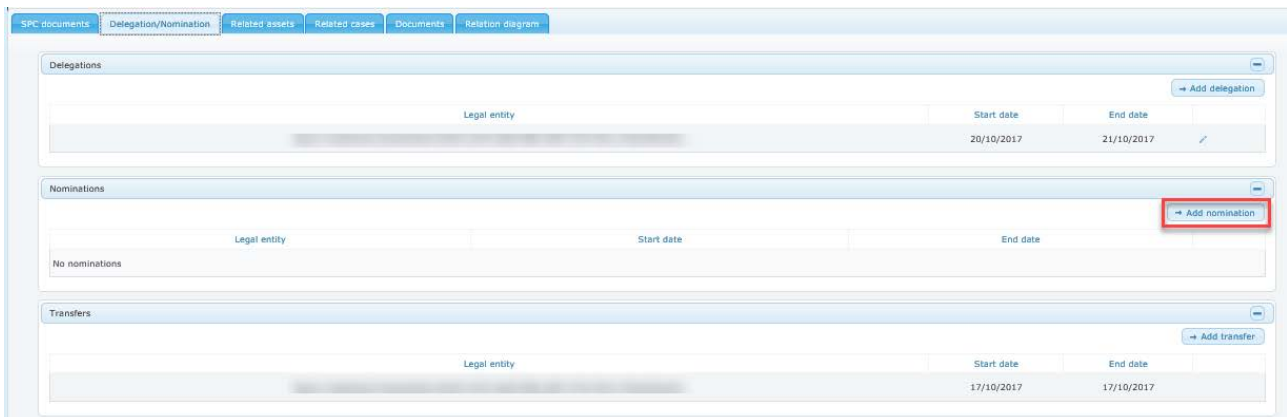 SPC documents Delegation/Nomination Related assets Related cases Documents Relation diagram
Delegations
→ Add delegation
Legal entity Start date End date
20/10/2017 21/10/2017
Nominations
→ Add nomination
Legal entity Start date End date
No nominations
Transfers
→ Add transfer
Legal entity Start date End date
17/10/2017 17/10/2017